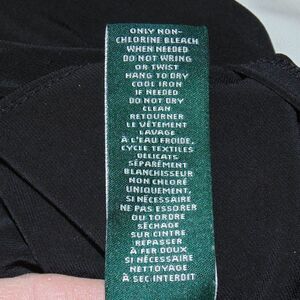 ONLY NON-
CHLORINE BLEACH
WHEN NEEDED
DO NOT WRING
OR TWIST
HANG TO DRY
COOL IRON
IF NEEDED
DO NOT DRY
CLEAN
RETOURNER
LE VÊTEMENT
LAVAGE
À L'EAU FROIDE,
CYCLE TEXTILES
DÉLICATS
SÉPARÉMENT
BLANCHISSEUR
NON CHLORÉ
UNIQUEMENT,
SI NÉCESSAIRE
NE PAS ESSORER
OU TORDRE
SÉCHAGE
SUR CINTRE
REPASSER
À FER DOUX
SI NÉCESSAIRE
NETTOYAGE
À SEC INTERDIT